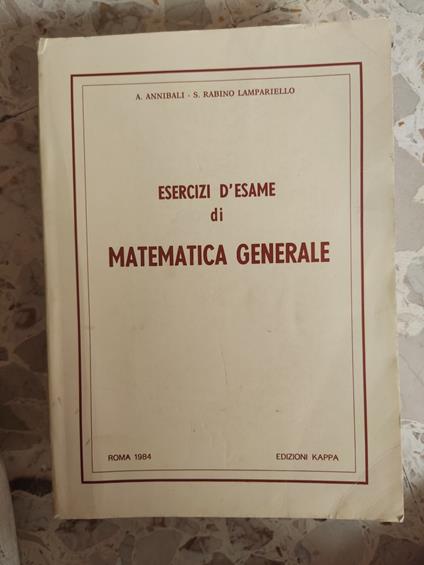 A. ANNIBALI - S. RABINO LAMPARIELLO
ESERCIZI D'ESAME
di
MATEMATICA GENERALE
ROMA 1984 EDIZIONI KAPPA